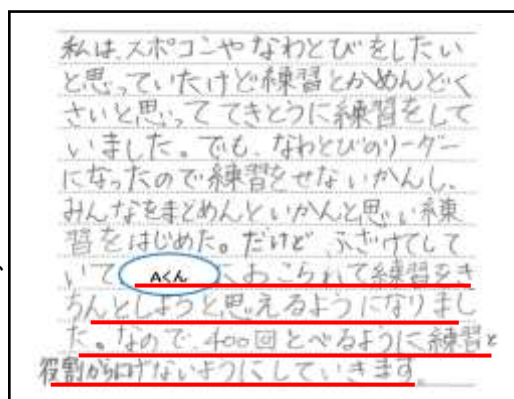 私は、スポコンやなわとびをしたい
と思っていたけど練習とかめんどく
さいと思っててきとうに練習をして
いました。でも、なわとびのリーダー
になったので練習をせないかんし、
みんなをまとめんといかんと思い練
習をはじめた。だけど ふざけてして
いて Aくん におこられて練習をき
ちんとしようと思えるようになりまし
た。なので、400回とべるように練習と
役割からにげないようにしていきます。